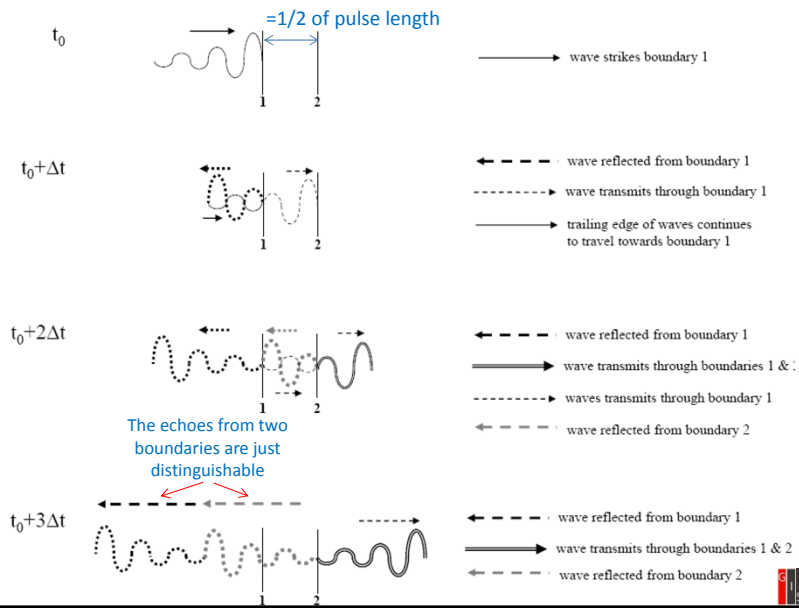 =1/2 of pulse length
t0
wave strikes boundary 1
1 2
t0+Δt
wave reflected from boundary 1
wave transmits through boundary 1
trailing edge of waves continues
to travel towards boundary 1
1 2
t0+2Δt
wave reflected from boundary 1
wave transmits through boundaries 1 &
waves transmits through boundary 1
wave reflected from boundary 2
1 2
The echoes from two
boundaries are just
distinguishable
t0+3Δt
wave reflected from boundary 1
wave transmits through boundaries 1 & 2
wave reflected from boundary 2
1 2
G I